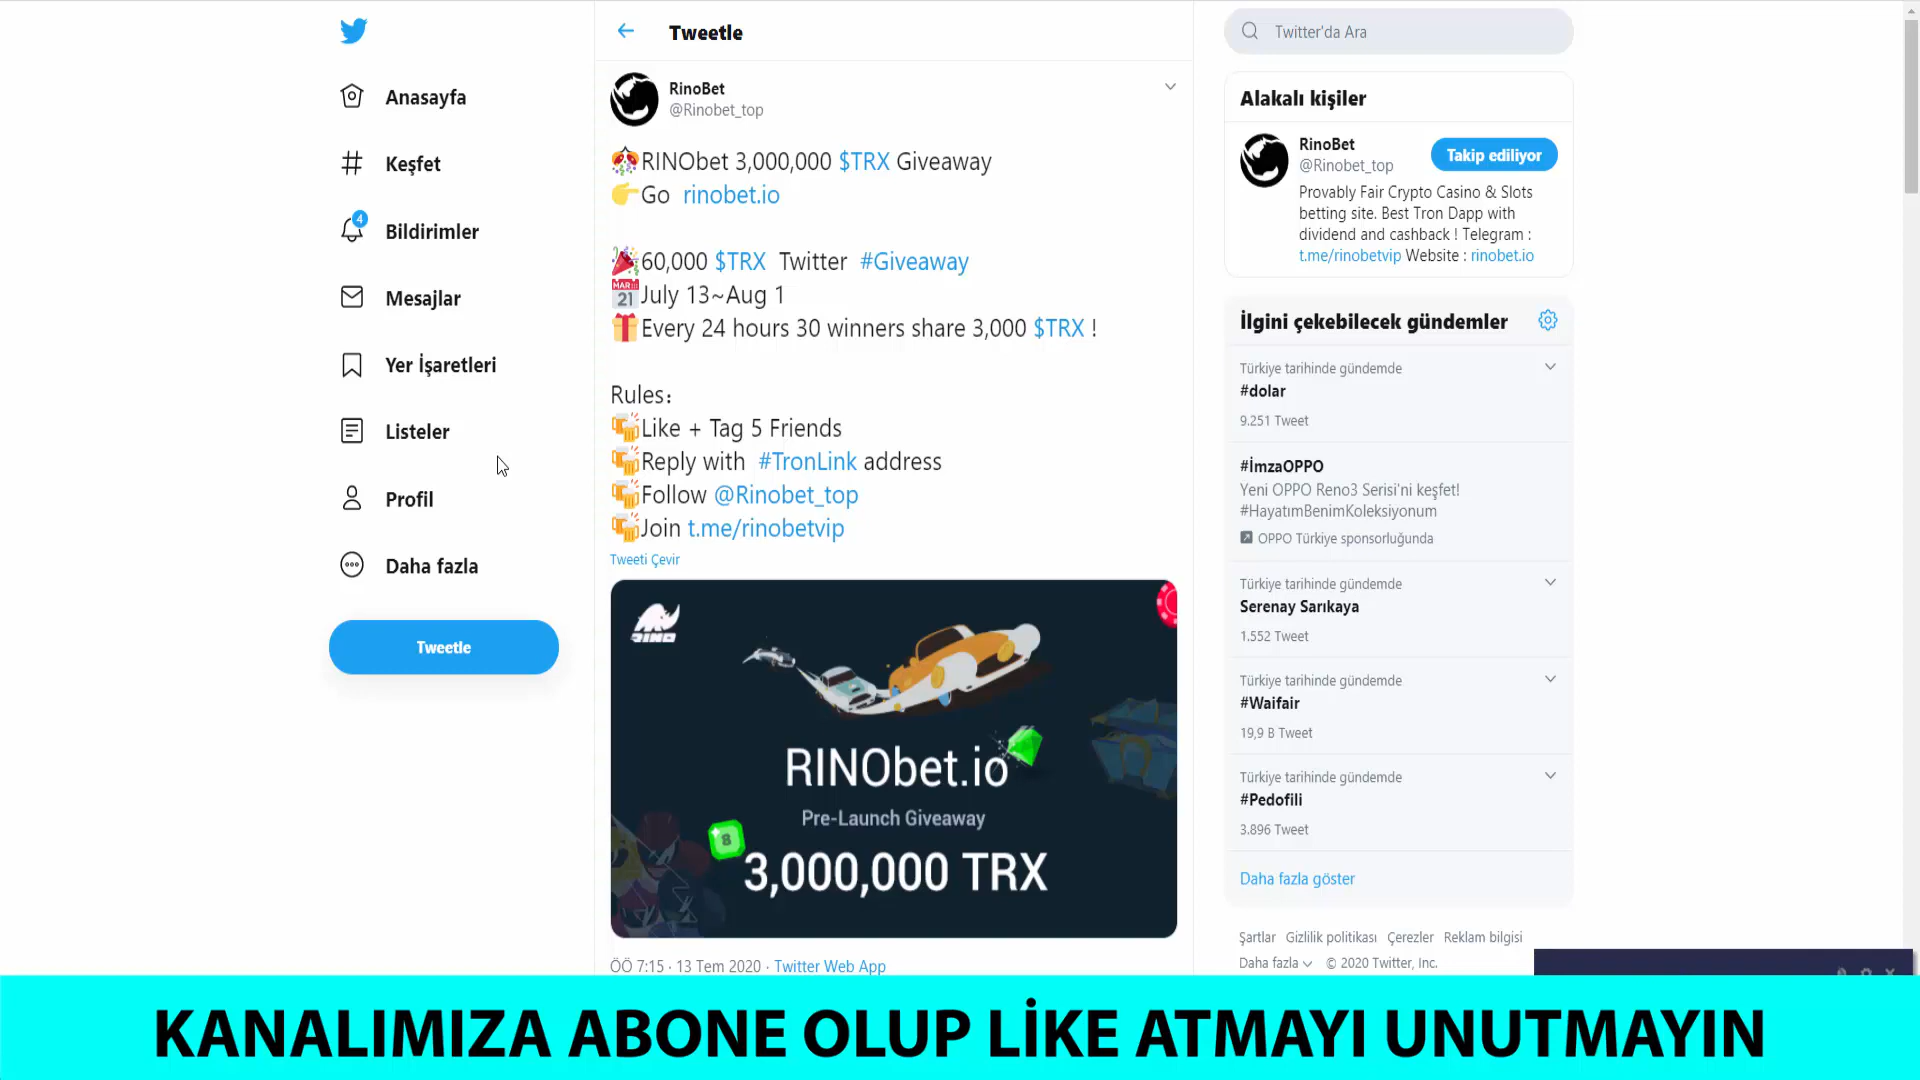 Anasayfa
Keşfet
4
Bildirimler
Mesajlar
Yer İşaretleri
Listeler
Profil
Daha fazla
Tweetle
Tweetle
RinoBet
@Rinobet_top
RINObet 3,000,000 $TRX Giveaway
Go rinobet.io
60,000 $TRX Twitter #Giveaway
July 13~Aug 1
Every 24 hours 30 winners share 3,000 $TRX !
Rules:
Like + Tag 5 Friends
Reply with #TronLink address
Follow @Rinobet_top
Join t.me/rinobetvip
Tweeti Çevir
RINO
RINObet.io
Pre-Launch Giveaway
8
3,000,000 TRX
ÖÖ 7:15 · 13 Tem 2020 · Twitter Web App
Twitter'da Ara
Alakalı kişiler
RinoBet
@Rinobet_top
Takip ediliyor
Provably Fair Crypto Casino & Slots
betting site. Best Tron Dapp with
dividend and cashback ! Telegram :
t.me/rinobetvip Website : rinobet.io
İlgini çekebilecek gündemler
Türkiye tarihinde gündemde
#dolar
9.251 Tweet
#İmzaOPPO
Yeni OPPO Reno3 Serisi'ni keşfet!
#HayatımBenimKoleksiyonum
OPPO Türkiye sponsorluğunda
Türkiye tarihinde gündemde
Serenay Sarıkaya
1.552 Tweet
Türkiye tarihinde gündemde
#Waifair
19,9 B Tweet
Türkiye tarihinde gündemde
#Pedofili
3.896 Tweet
Daha fazla göster
Şartlar Gizlilik politikası Çerezler Reklam bilgisi
Daha fazla © 2020 Twitter, Inc.
KANALIMIZA ABONE OLUP LİKE ATMAYI UNUTMAYIN